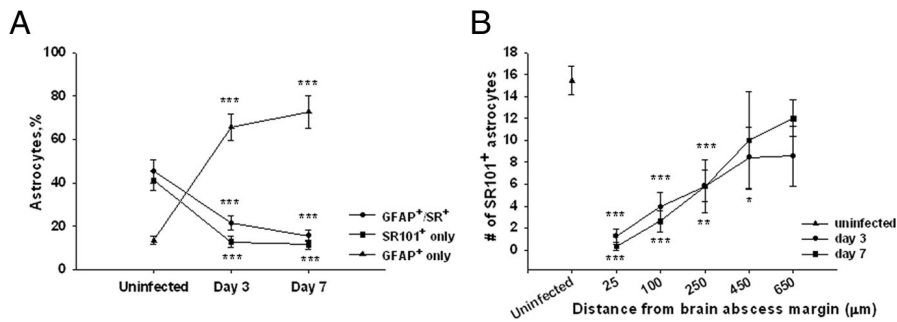 A
100
80
60
40
20
0
Astrocytes,%
***
***
***
***
***
***
GFAP+/SR+
SR101+ only
GFAP+ only
Uninfected
Day 3
Day 7
B
18
16
14
12
10
8
6
4
2
0
# of SR101+ astrocytes
***
***
***
***
***
**
*
uninfected
day 3
day 7
Uninfected
25
100
250
450
650
Distance from brain abscess margin (μm)